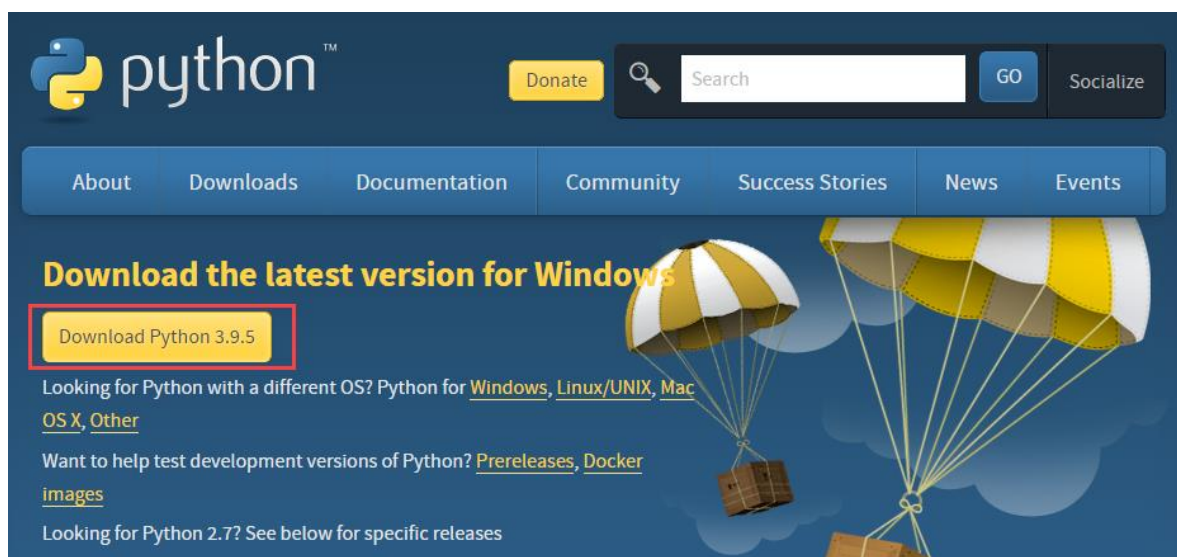 python™
Donate
Search
GO
Socialize
About Downloads Documentation Community Success Stories News Events
Download the latest version for Windows
Download Python 3.9.5
Looking for Python with a different OS? Python for Windows, Linux/UNIX, Mac
OS X, Other
Want to help test development versions of Python? Prereleases, Docker
images
Looking for Python 2.7? See below for specific releases